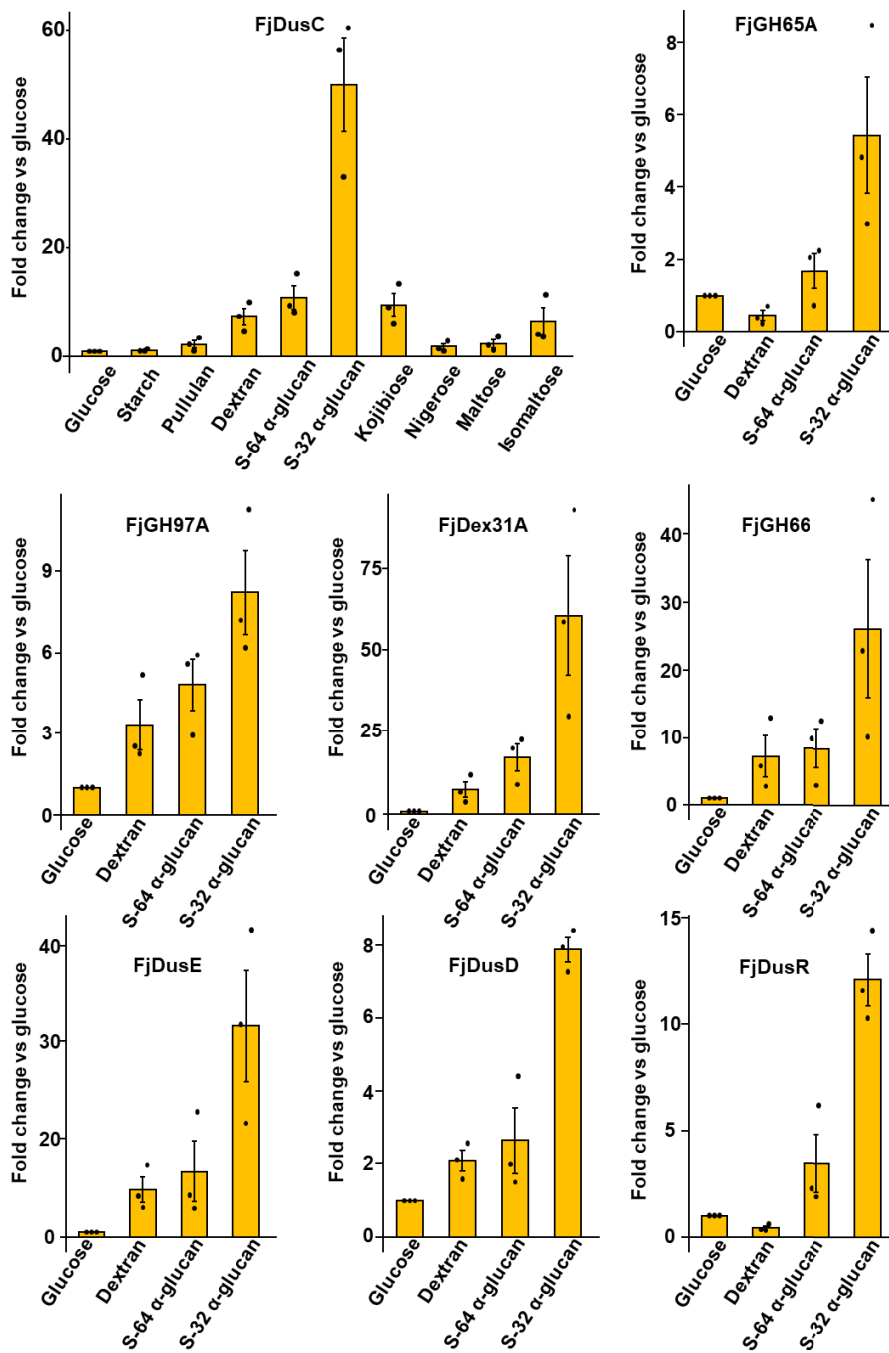 FjDusC
Fold change vs glucose
60
40
20
0
Glucose
Starch
Pullulan
Dextran
S-64 α-glucan
S-32 α-glucan
Kojibiose
Nigerose
Maltose
Isomaltose
FjGH65A
Fold change vs glucose
8
6
4
2
0
Glucose
Dextran
S-64 α-glucan
S-32 α-glucan
FjGH97A
Fold change vs glucose
9
6
3
0
Glucose
Dextran
S-64 α-glucan
S-32 α-glucan
FjDex31A
Fold change vs glucose
75
50
25
0
Glucose
Dextran
S-64 α-glucan
S-32 α-glucan
FjGH66
Fold change vs glucose
40
30
20
10
0
Glucose
Dextran
S-64 α-glucan
S-32 α-glucan
FjDusE
Fold change vs glucose
40
30
20
0
Glucose
Dextran
S-64 α-glucan
S-32 α-glucan
FjDusD
Fold change vs glucose
8
6
4
2
0
Glucose
Dextran
S-64 α-glucan
S-32 α-glucan
FjDusR
Fold change vs glucose
15
10
5
0
Glucose
Dextran
S-64 α-glucan
S-32 α-glucan